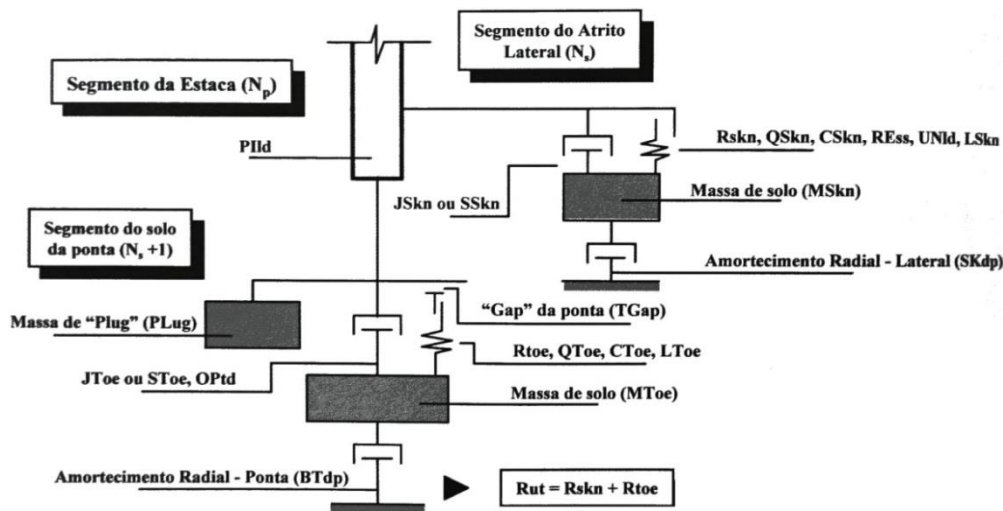 Segmento do Atrito
Lateral (Nₛ)
Segmento da Estaca (Nₚ)
PIld
Rskn, QSkn, CSkn, REss, UNld, LSkn
JSkn ou SSkn
Massa de solo (MSkn)
Segmento do solo
da ponta (Nₛ +1)
Amortecimento Radial - Lateral (SKdp)
Massa de “Plug” (PLug)
“Gap” da ponta (TGap)
Rtoe, QToe, CToe, LToe
JToe ou SToe, OPtd
Massa de solo (MToe)
Amortecimento Radial - Ponta (BTdp)
Rut = Rskn + Rtoe